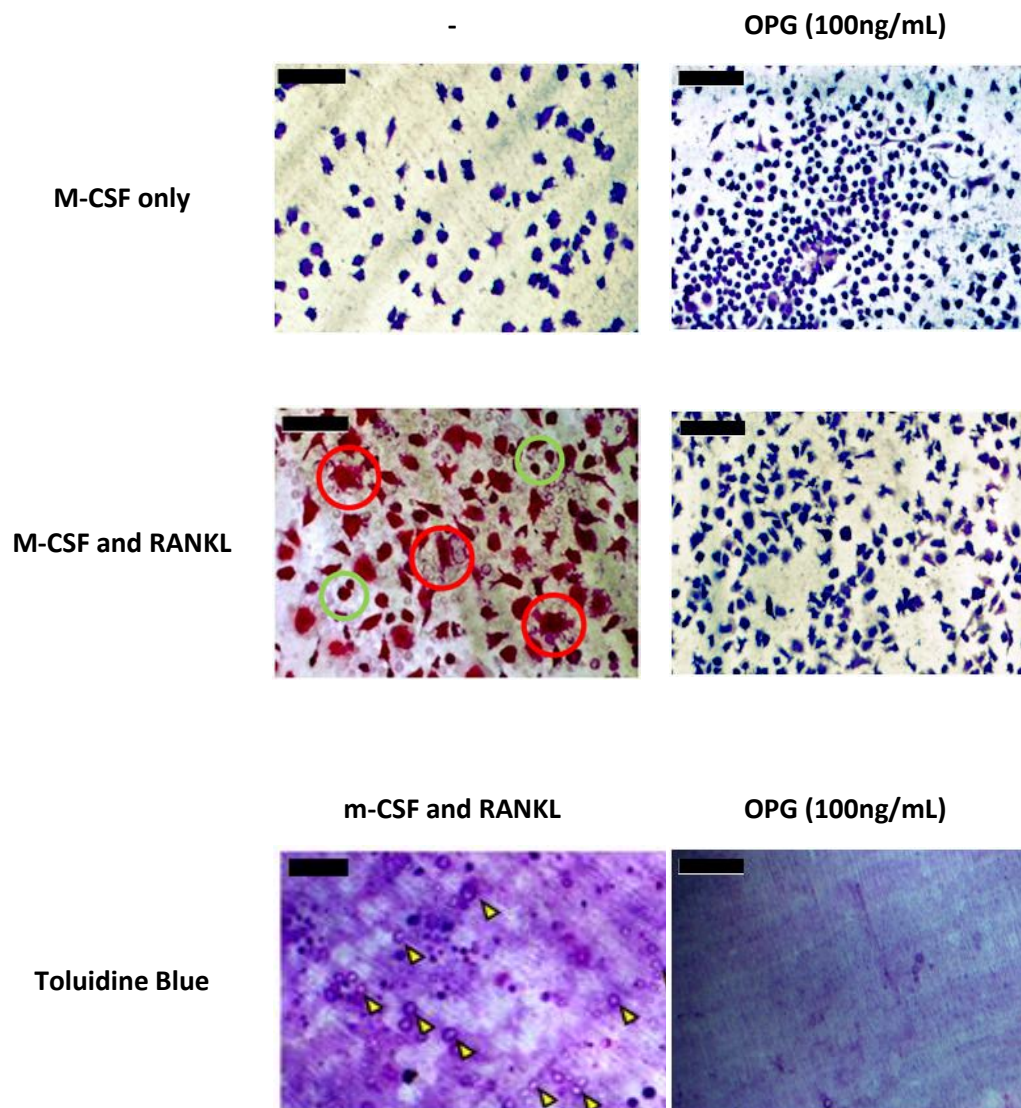 -
OPG (100ng/mL)
M-CSF only
M-CSF and RANKL
m-CSF and RANKL
OPG (100ng/mL)
Toluidine Blue